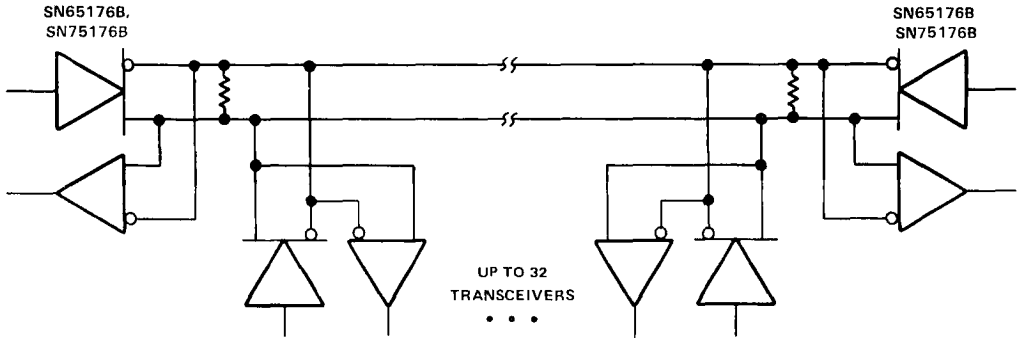 SN65176B,
SN75176B
SN65176B
SN75176B
UP TO 32
TRANSCEIVERS
• • •